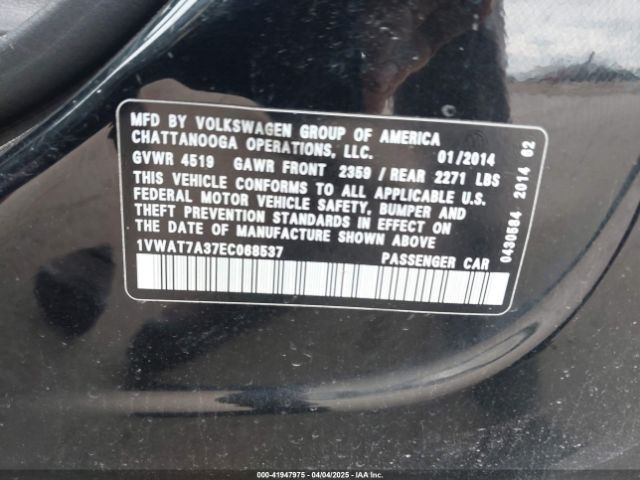 MFD BY VOLKSWAGEN GROUP OF AMERICA
CHATTANOOGA OPERATIONS, LLC. 01/2014
GVWR 4519 GAWR FRONT 2359 / REAR 2271 LBS
THIS VEHICLE CONFORMS TO ALL APPLICABLE U.S.
FEDERAL MOTOR VEHICLE SAFETY, BUMPER AND
THEFT PREVENTION STANDARDS IN EFFECT ON
THE DATE OF MANUFACTURE SHOWN ABOVE
1VWAT7A37EC068537 PASSENGER CAR
0430584 2014 62
000-41947975 - 04/04/2025 - IAA Inc.